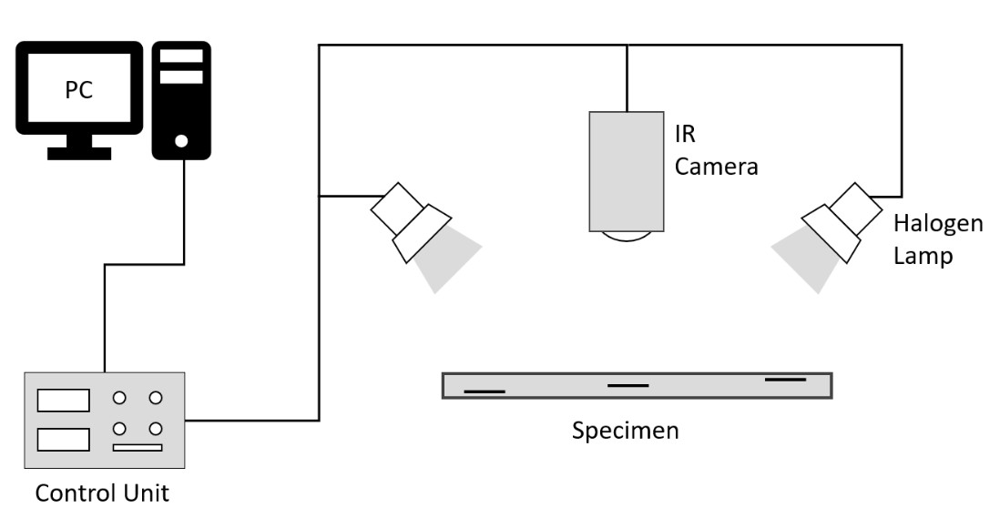 PC
IR
Camera
Halogen
Lamp
Specimen
Control Unit